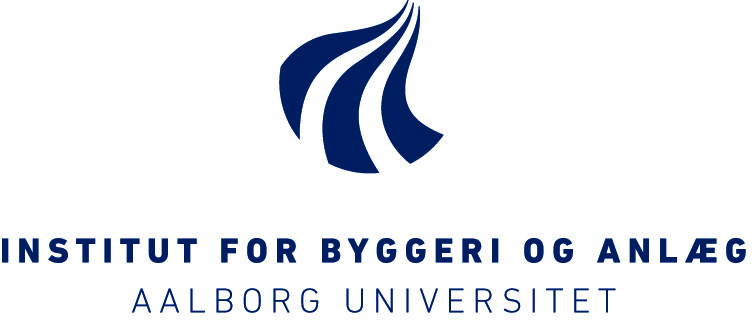 INSTITUT FOR BYGGERI OG ANLÆG
AALBORG UNIVERSITET